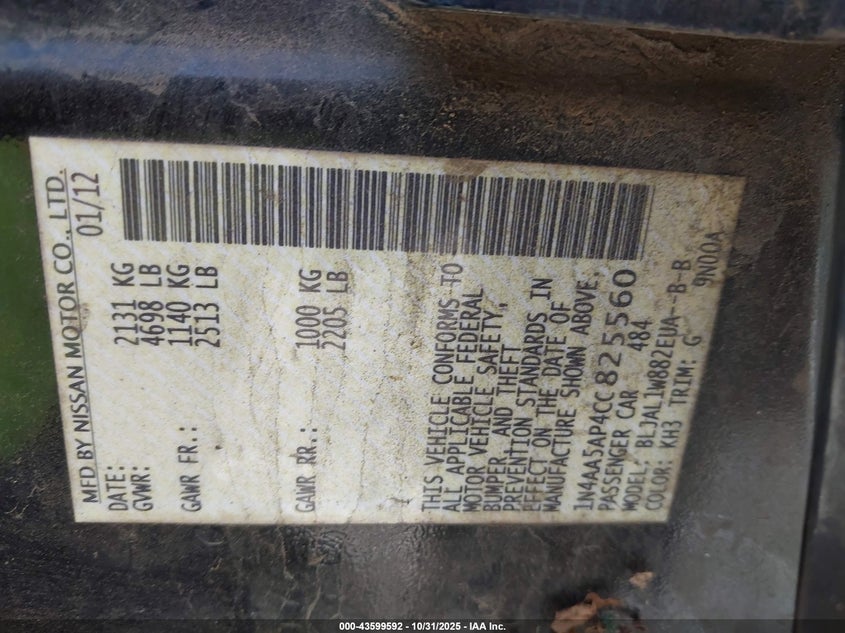 MFD BY NISSAN MOTOR CO., LTD.
DATE: 01/12
GVWR: 2131 KG
4698 LB
GAWR FR.: 1140 KG
2513 LB
GAWR RR.: 1000 KG
2205 LB
THIS VEHICLE CONFORMS TO
ALL APPLICABLE FEDERAL
MOTOR VEHICLE SAFETY,
BUMPER, AND THEFT
PREVENTION STANDARDS IN
EFFECT ON THE DATE OF
MANUFACTURE SHOWN ABOVE.
1N4AA5AP4CC825560
PASSENGER CAR 484
MODEL: BLJALLW882EUA--B-B
COLOR: KH3 TRIM: G 9N00A
000-43599592 - 10/31/2025 - IAA Inc.